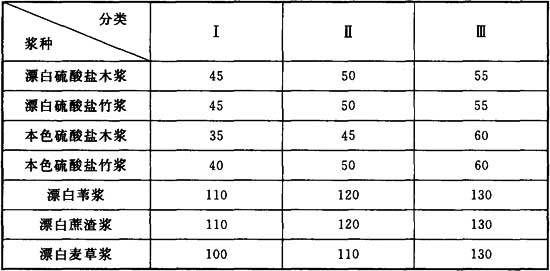 分类
浆种
Ⅰ Ⅱ Ⅲ
漂白硫酸盐木浆 45 50 55
漂白硫酸盐竹浆 45 50 55
本色硫酸盐木浆 35 45 60
本色硫酸盐竹浆 40 50 60
漂白苇浆 110 120 130
漂白蔗渣浆 110 120 130
漂白麦草浆 100 110 130